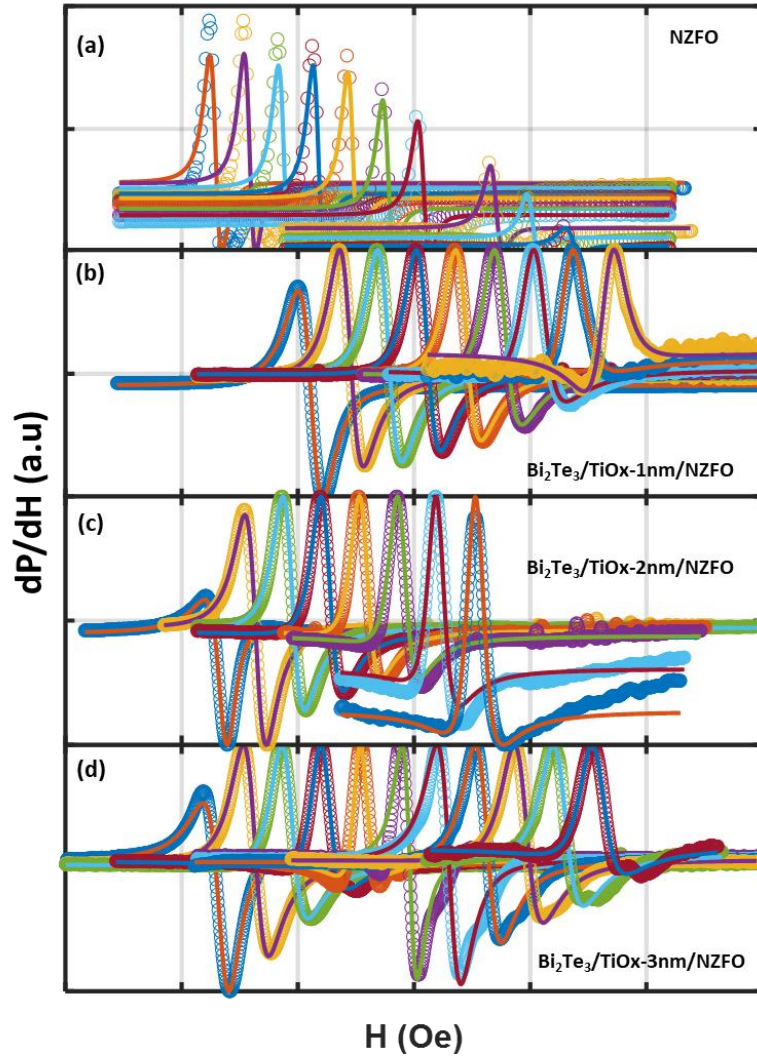 (a)
NZFO
(b)
Bi₂Te₃/TiOx-1nm/NZFO
(c)
Bi₂Te₃/TiOx-2nm/NZFO
(d)
Bi₂Te₃/TiOx-3nm/NZFO
dP/dH (a.u)
H (Oe)